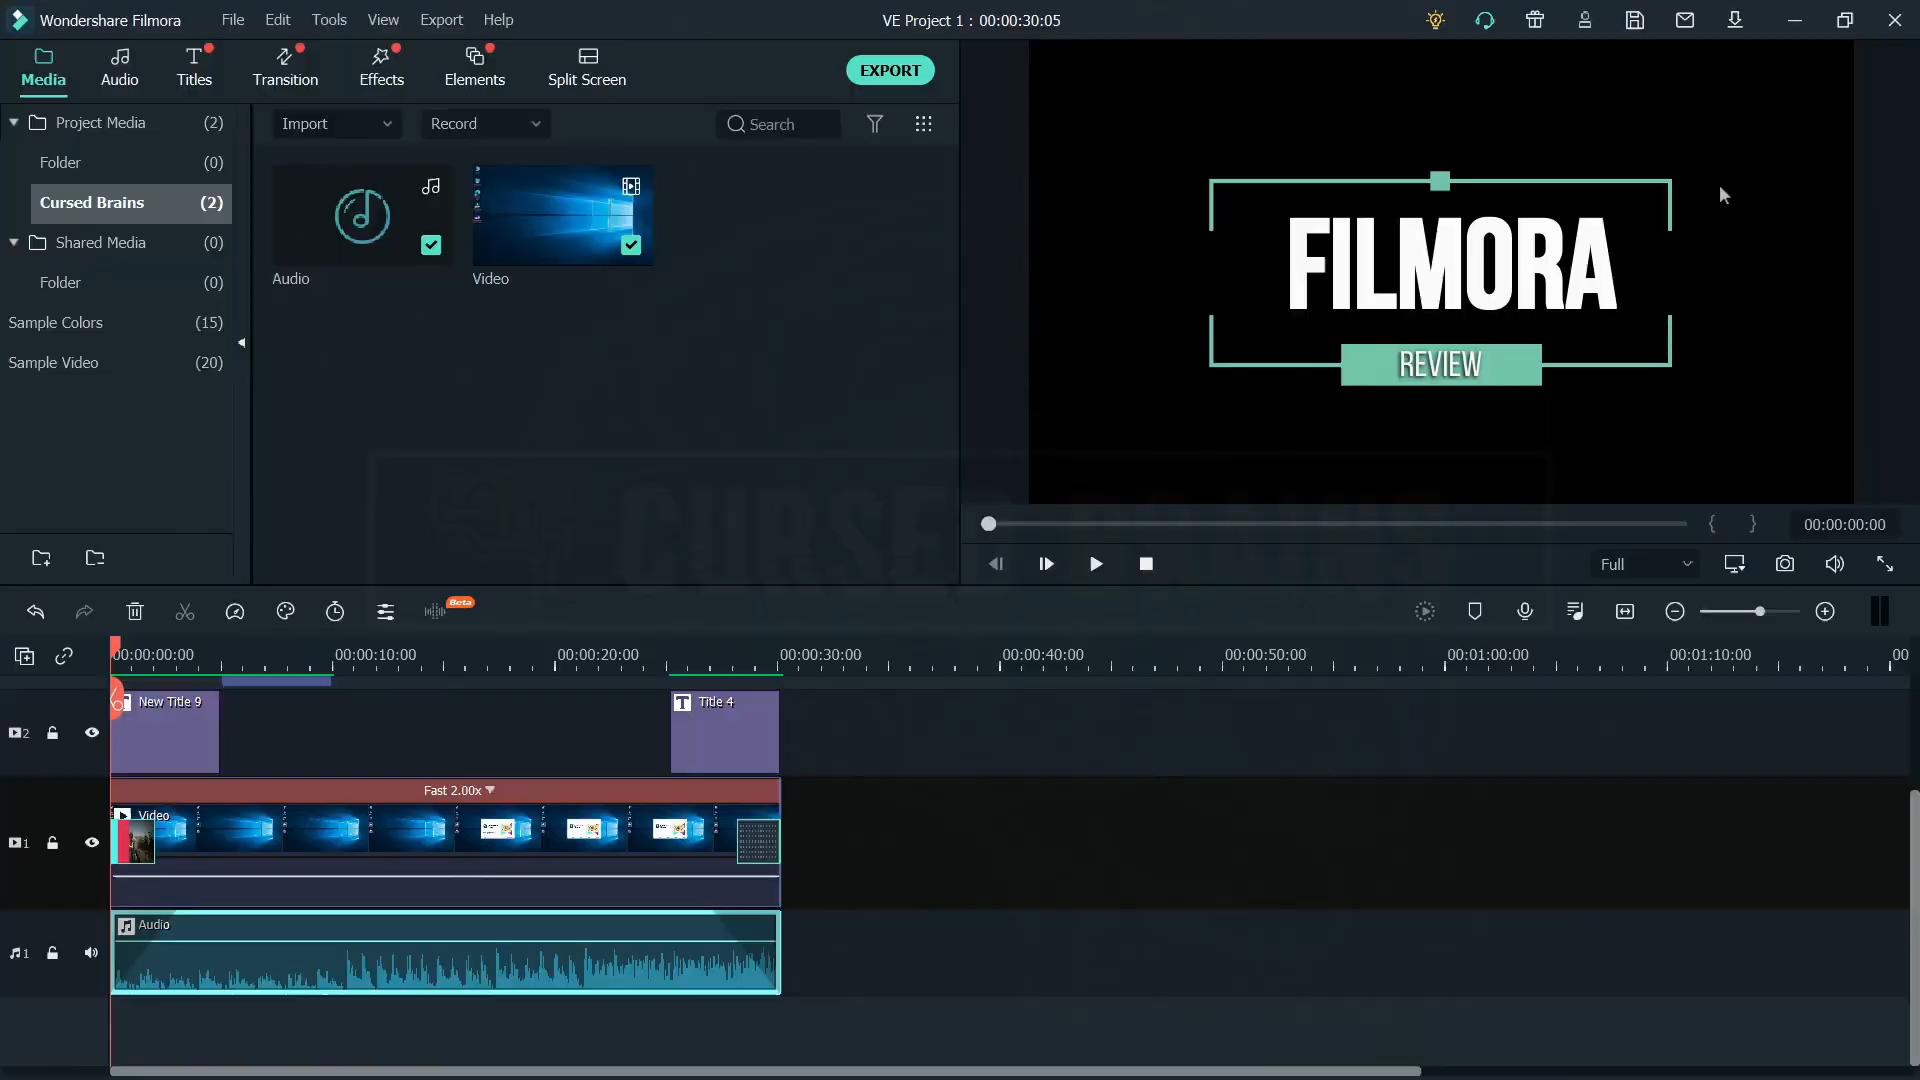 Wondershare Filmora
File Edit Tools View Export Help
VE Project 1 : 00:00:30:05
Media Audio Titles Transition Effects Elements Split Screen
EXPORT
Project Media (2)
Folder (0)
Cursed Brains (2)
Shared Media (0)
Folder (0)
Sample Colors (15)
Sample Video (20)
Import Record Search
Audio Video
FILMORA
REVIEW
00:00:00:00
Full
Beta
00:00:00:00 00:00:10:00 00:00:20:00 00:00:30:00 00:00:40:00 00:00:50:00 00:01:00:00 00:01:10:00 00
2
New Title 9 Title 4
Fast 2.00x
Video
1
Audio
1